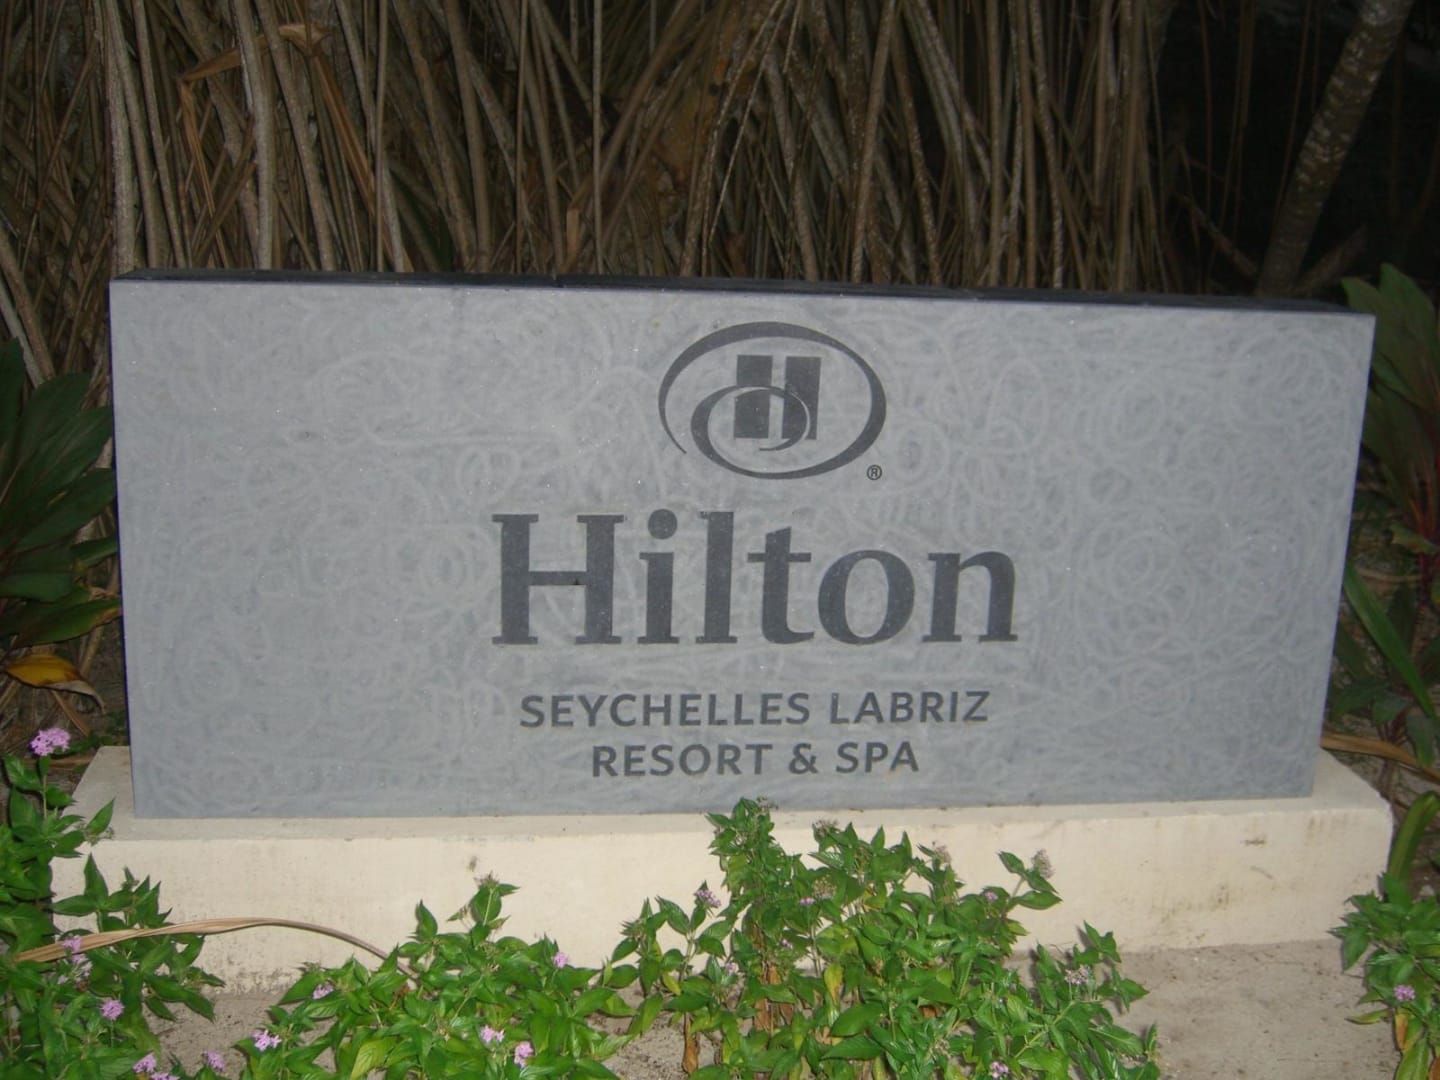 H
®
Hilton
SEYCHELLES LABRIZ
RESORT & SPA